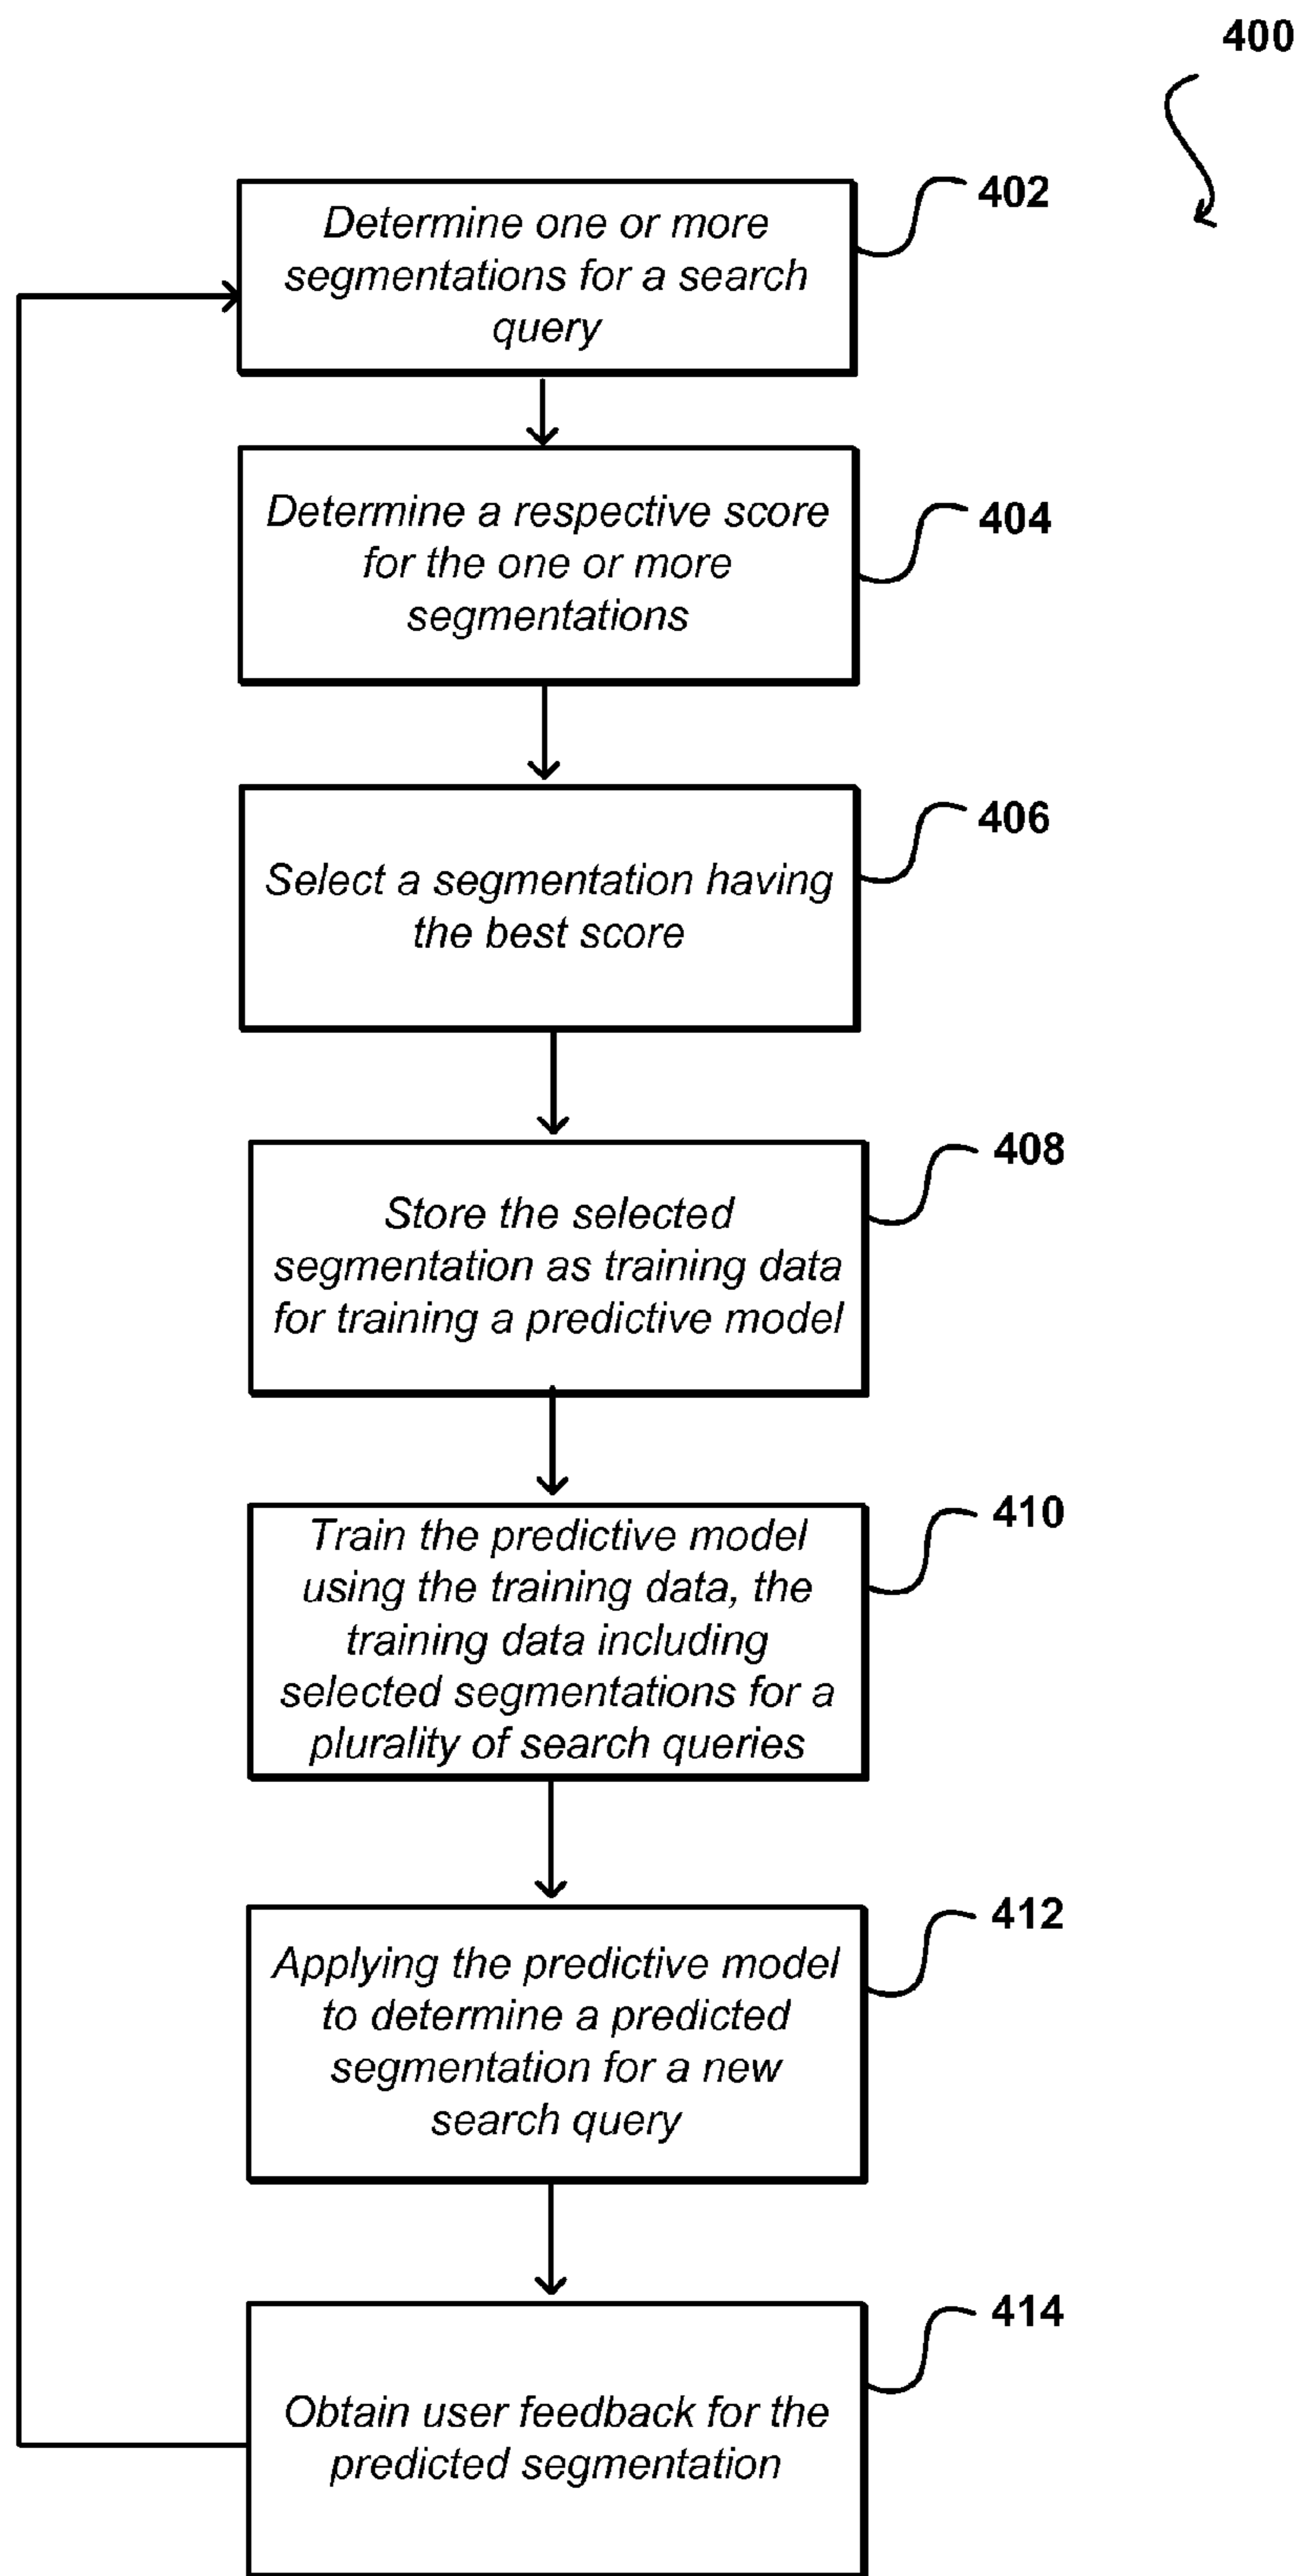 400
Determine one or more
segmentations for a search
query
402
Determine a respective score
for the one or more
segmentations
404
Select a segmentation having
the best score
406
Store the selected
segmentation as training data
for training a predictive model
408
Train the predictive model
using the training data, the
training data including
selected segmentations for a
plurality of search queries
410
Applying the predictive model
to determine a predicted
segmentation for a new
search query
412
Obtain user feedback for the
predicted segmentation
414